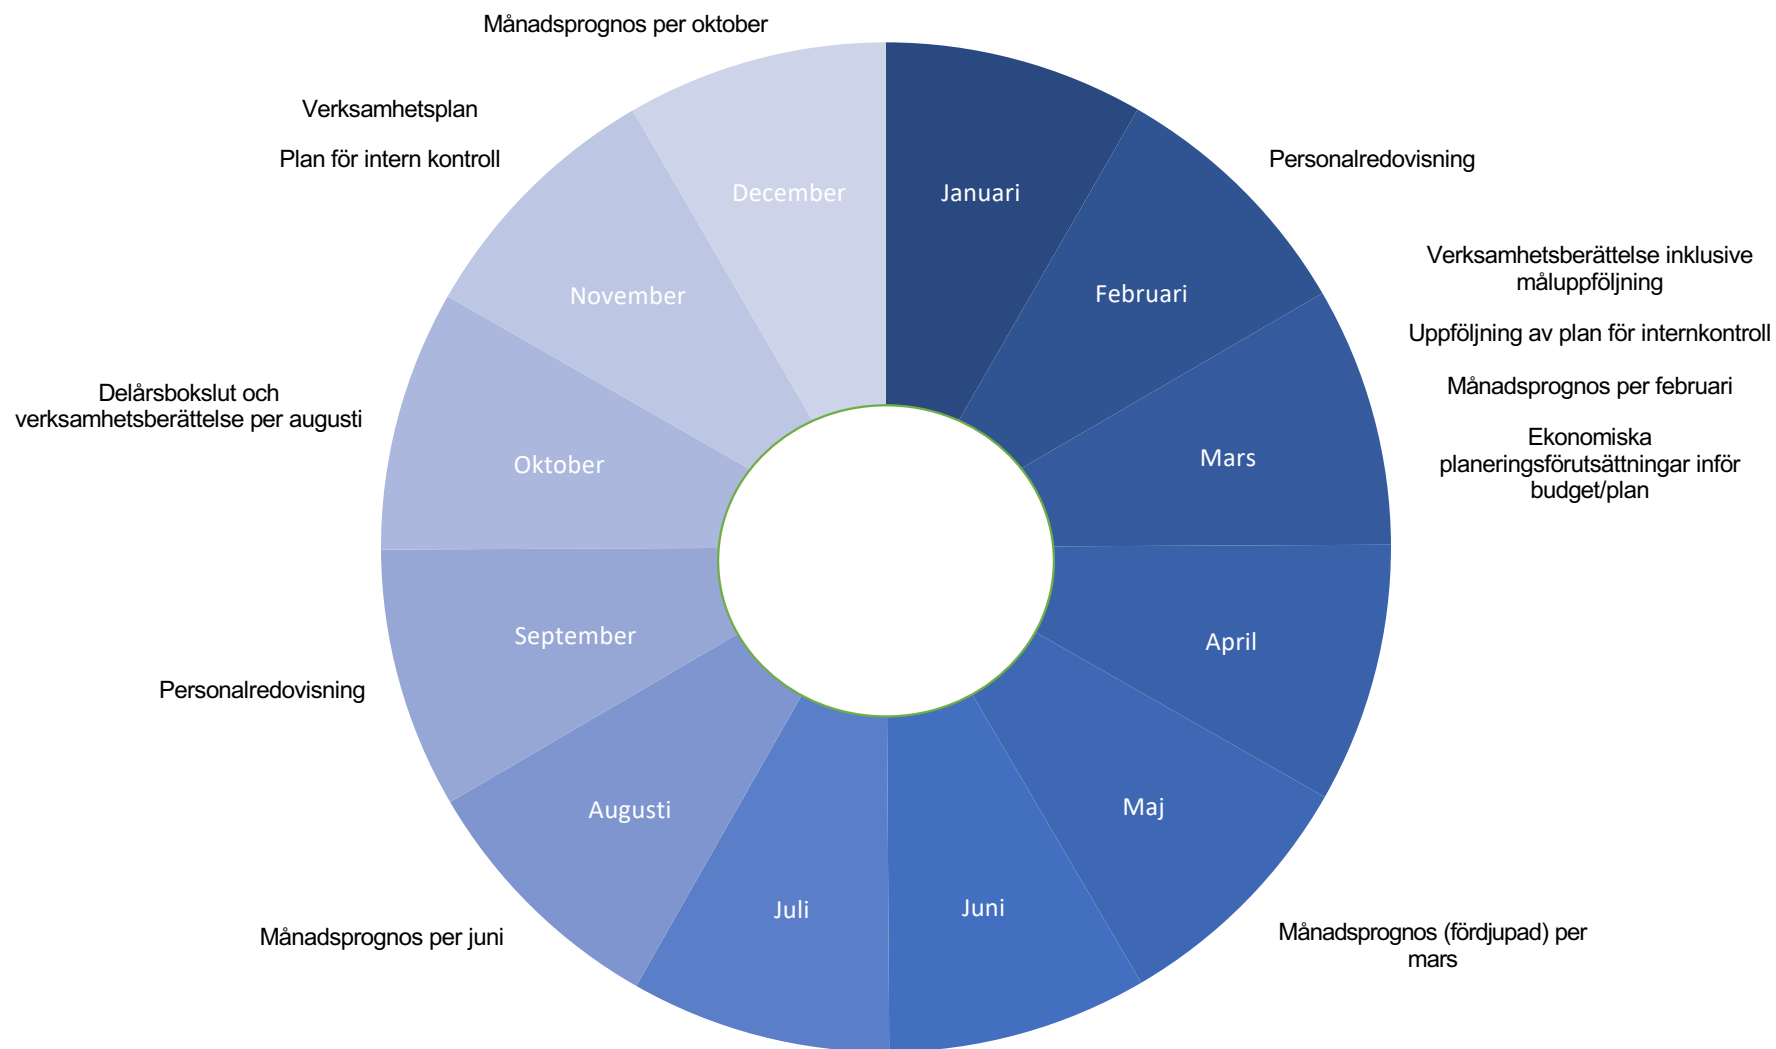 Månadsprognos per oktober
Verksamhetsplan
Plan för intern kontroll
Personalredovisning
December
Januari
Verksamhetsberättelse inklusive
måluppföljning
November
Februari
Uppföljning av plan för internkontroll
Månadsprognos per februari
Delårsbokslut och
verksamhetsberättelse per augusti
Oktober
Mars
Ekonomiska
planeringsförutsättningar inför
budget/plan
September
April
Personalredovisning
Augusti
Maj
Juli
Juni
Månadsprognos per juni
Månadsprognos (fördjupad) per
mars